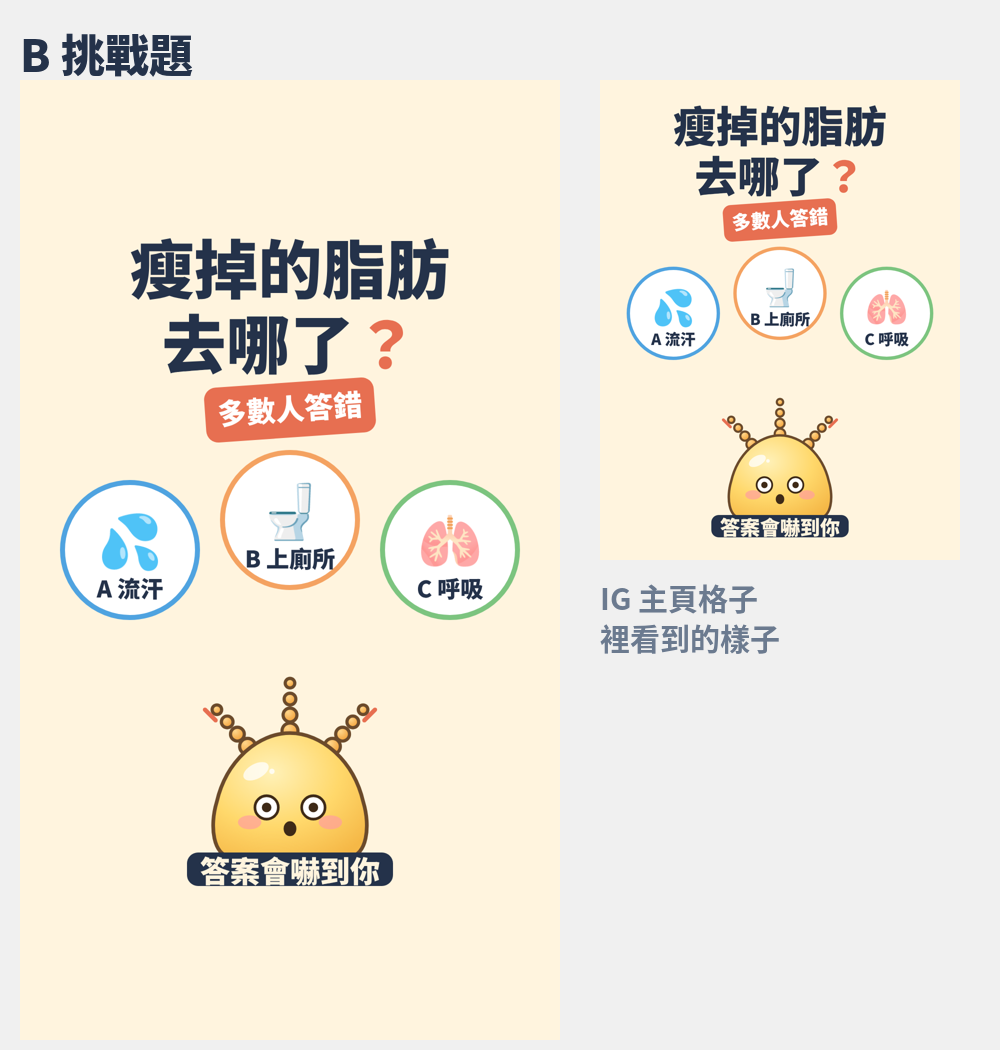 B 挑戰題
瘦掉的脂肪
去哪了？
多數人答錯
A 流汗
B 上廁所
C 呼吸
答案會嚇到你
瘦掉的脂肪
去哪了？
多數人答錯
A 流汗
B 上廁所
C 呼吸
答案會嚇到你
IG 主頁格子
裡看到的樣子